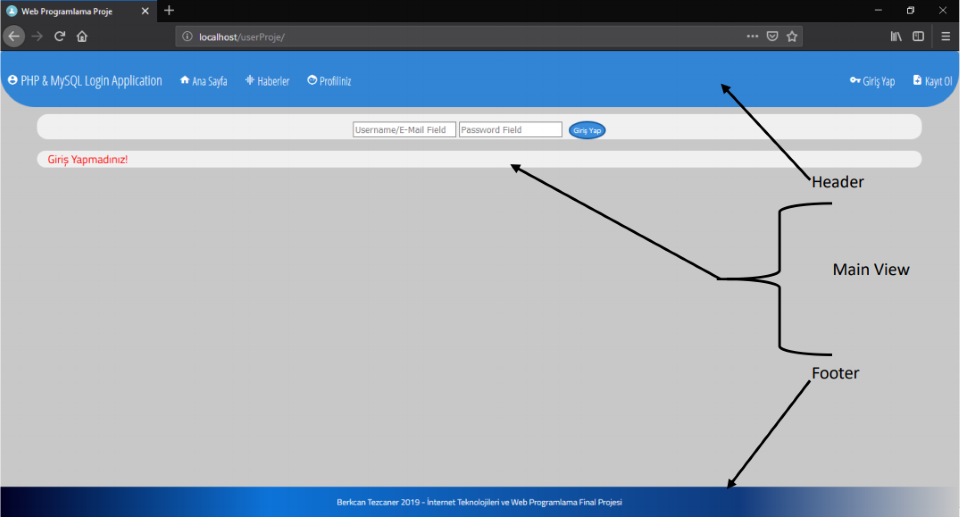 Web Programlama Proje
localhost/userProje/
PHP & MySQL Login Application Ana Sayfa Haberler Profiliniz Giriş Yap Kayıt Ol
Username/E-Mail Field Password Field Giriş Yap
Giriş Yapmadınız!
Header
Main View
Footer
Berkcan Tezcaner 2019 - İnternet Teknolojileri ve Web Programlama Final Projesi